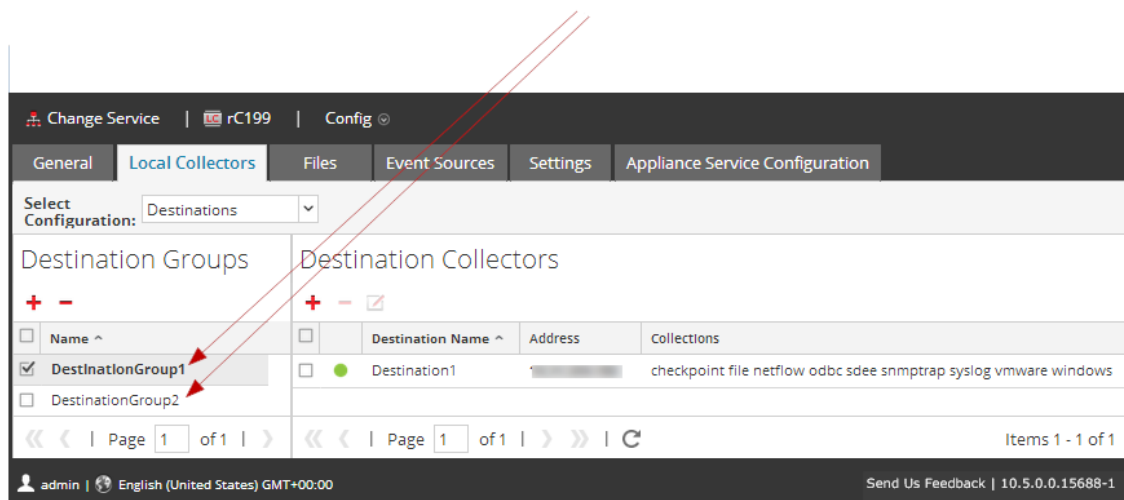 Change Service | LC rC199 | Config
General Local Collectors Files Event Sources Settings Appliance Service Configuration
Select
Configuration: Destinations
Destination Groups Destination Collectors
Name Destination Name Address Collections
DestinationGroup1 Destination1 checkpoint file netflow odbc sdee snmptrap syslog vmware windows
DestinationGroup2
| Page 1 of 1 | | Page 1 of 1 | | Items 1 - 1 of 1
admin | English (United States) GMT+00:00 Send Us Feedback | 10.5.0.0.15688-1